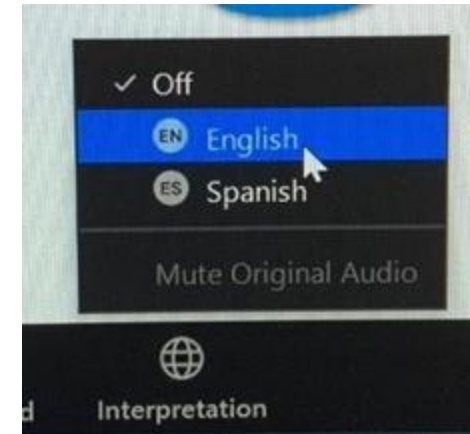 Off
EN English
ES Spanish
Mute Original Audio
Interpretation